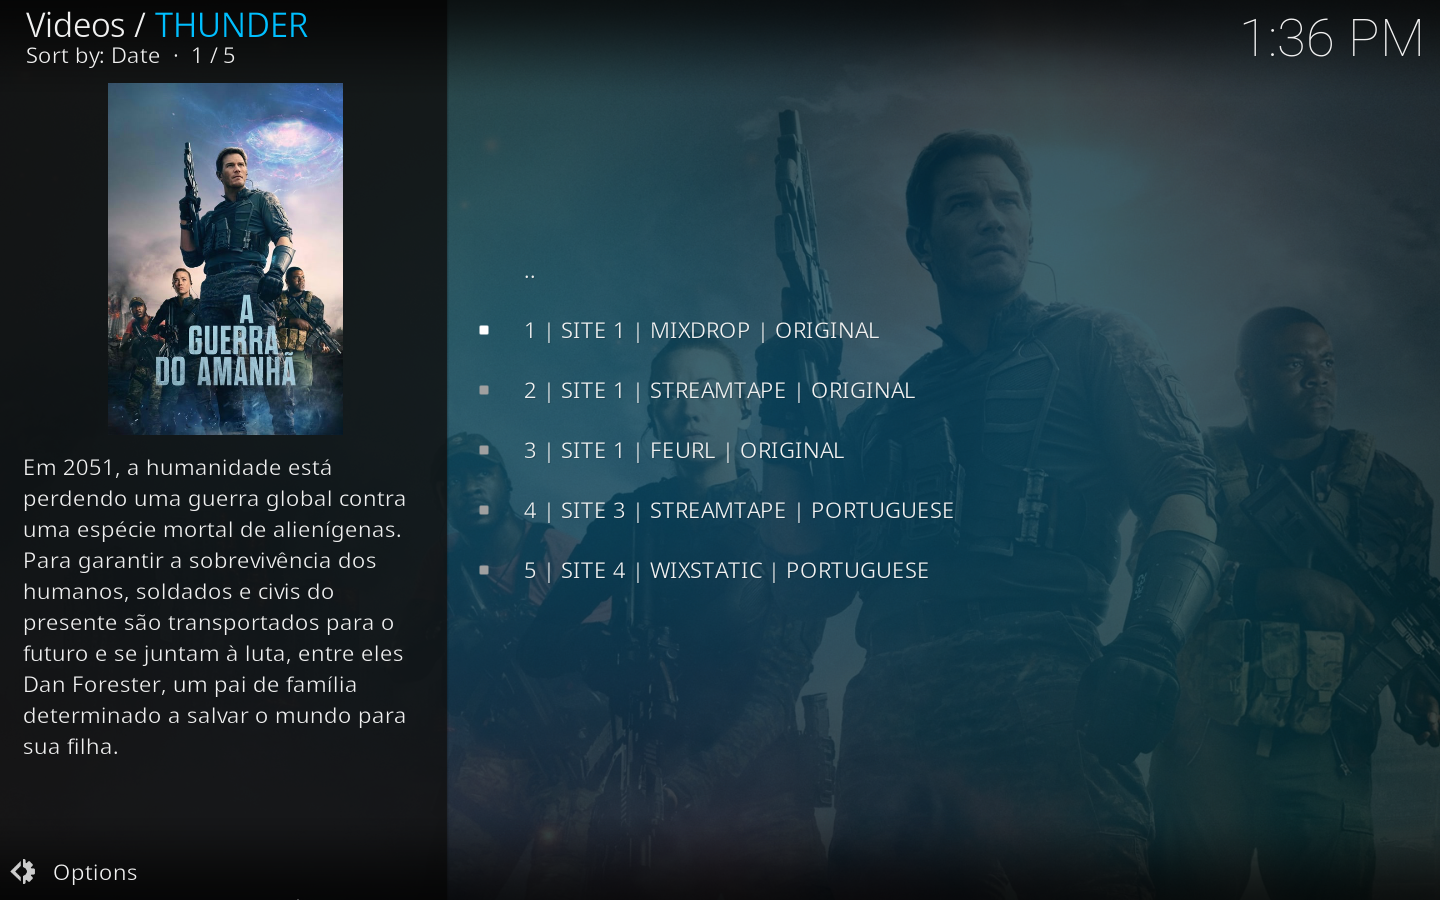 Videos / THUNDER
Sort by: Date · 1 / 5
1:36 PM
A
GUERRA
DO AMANHÃ
Em 2051, a humanidade está
perdendo uma guerra global contra
uma espécie mortal de alienígenas.
Para garantir a sobrevivência dos
humanos, soldados e civis do
presente são transportados para o
futuro e se juntam à luta, entre eles
Dan Forester, um pai de família
determinado a salvar o mundo para
sua filha.
..
1 | SITE 1 | MIXDROP | ORIGINAL
2 | SITE 1 | STREAMTAPE | ORIGINAL
3 | SITE 1 | FEURL | ORIGINAL
4 | SITE 3 | STREAMTAPE | PORTUGUESE
5 | SITE 4 | WIXSTATIC | PORTUGUESE
Options